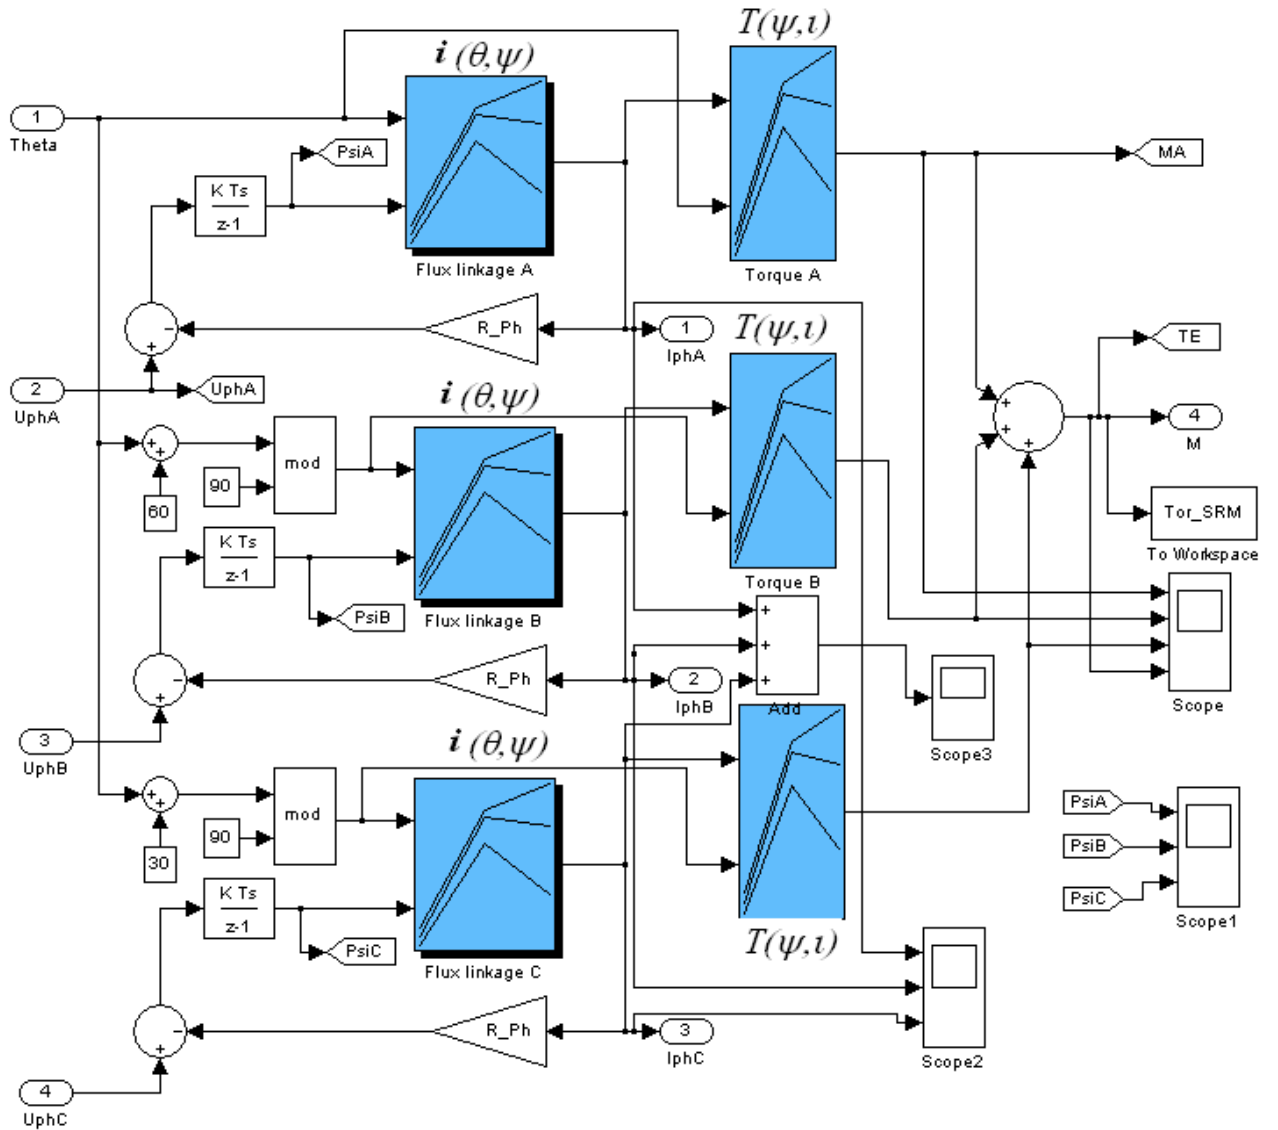 T(ψ,ι)
i (θ,ψ)
1
Theta
PsiA
MA
K Ts
z-1
Flux linkage A
Torque A
R_Ph
1
IphA
T(ψ,ι)
TE
2
UphA
UphA
i (θ,ψ)
4
M
mod
90
60
Tor_SRM
To Workspace
K Ts
z-1
Torque B
PsiB
Flux linkage B
R_Ph
2
IphB
Add
Scope
3
UphB
i (θ,ψ)
Scope3
mod
90
30
PsiA
PsiB
PsiC
Scope1
K Ts
z-1
PsiC
T(ψ,ι)
Flux linkage C
R_Ph
3
IphC
Scope2
4
UphC